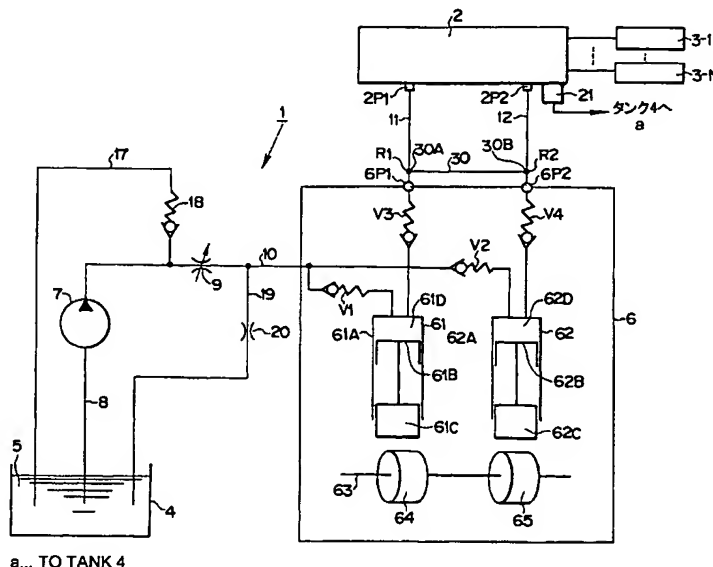 2
3-1
3-N
2P1
2P2
21
タンク4へ
a
11
12
1
30A
30B
17
R1
30
R2
6P1
6P2
18
V3
V4
10
V2
7
9
19
V1
61D
62D
61A
61
62A
62
6
20
61B
62B
8
61C
62C
5
63
4
64
65
a... TO TANK 4